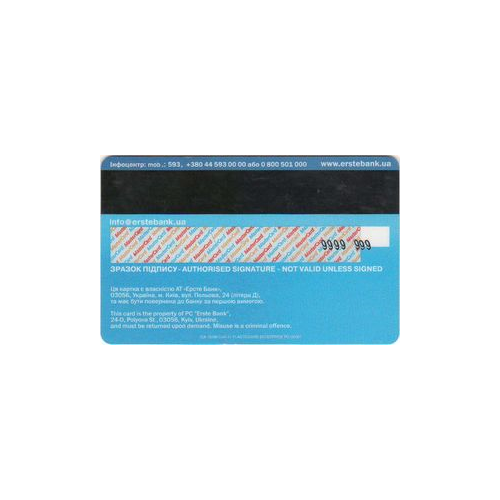 Інфоцентр: mob.: 593, +380 44 593 00 00 або 0 800 501 000 www.erstebank.ua
info@erstebank.ua
9999 999
ЗРАЗОК ПІДПИСУ - AUTHORISED SIGNATURE - NOT VALID UNLESS SIGNED
Ця картка є власністю АТ «Ерсте Банк»,
03056, Україна, м. Київ, вул. Польова, 24 (літера Д),
та має бути повернена до банку за першою вимогою.
This card is the property of PC "Erste Bank",
24-D, Polyova St., 03056, Kyiv, Ukraine,
and must be returned upon demand. Misuse is a criminal offence.